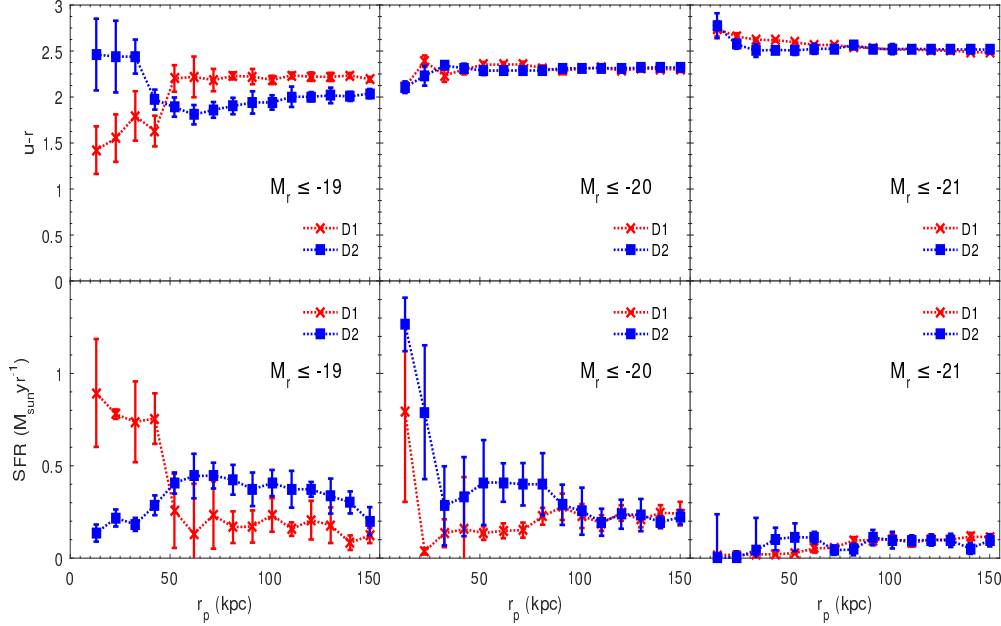 3
2.5
2
1.5
1
0.5
0
u-r
M_r ≤ -19
D1
D2
M_r ≤ -20
D1
D2
M_r ≤ -21
D1
D2
1
0.5
0
SFR (M_sun yr^-1)
D1
D2
M_r ≤ -19
D1
D2
M_r ≤ -20
D1
D2
M_r ≤ -21
0 50 100 150 50 100 150 50 100 150
r_p (kpc) r_p (kpc) r_p (kpc)